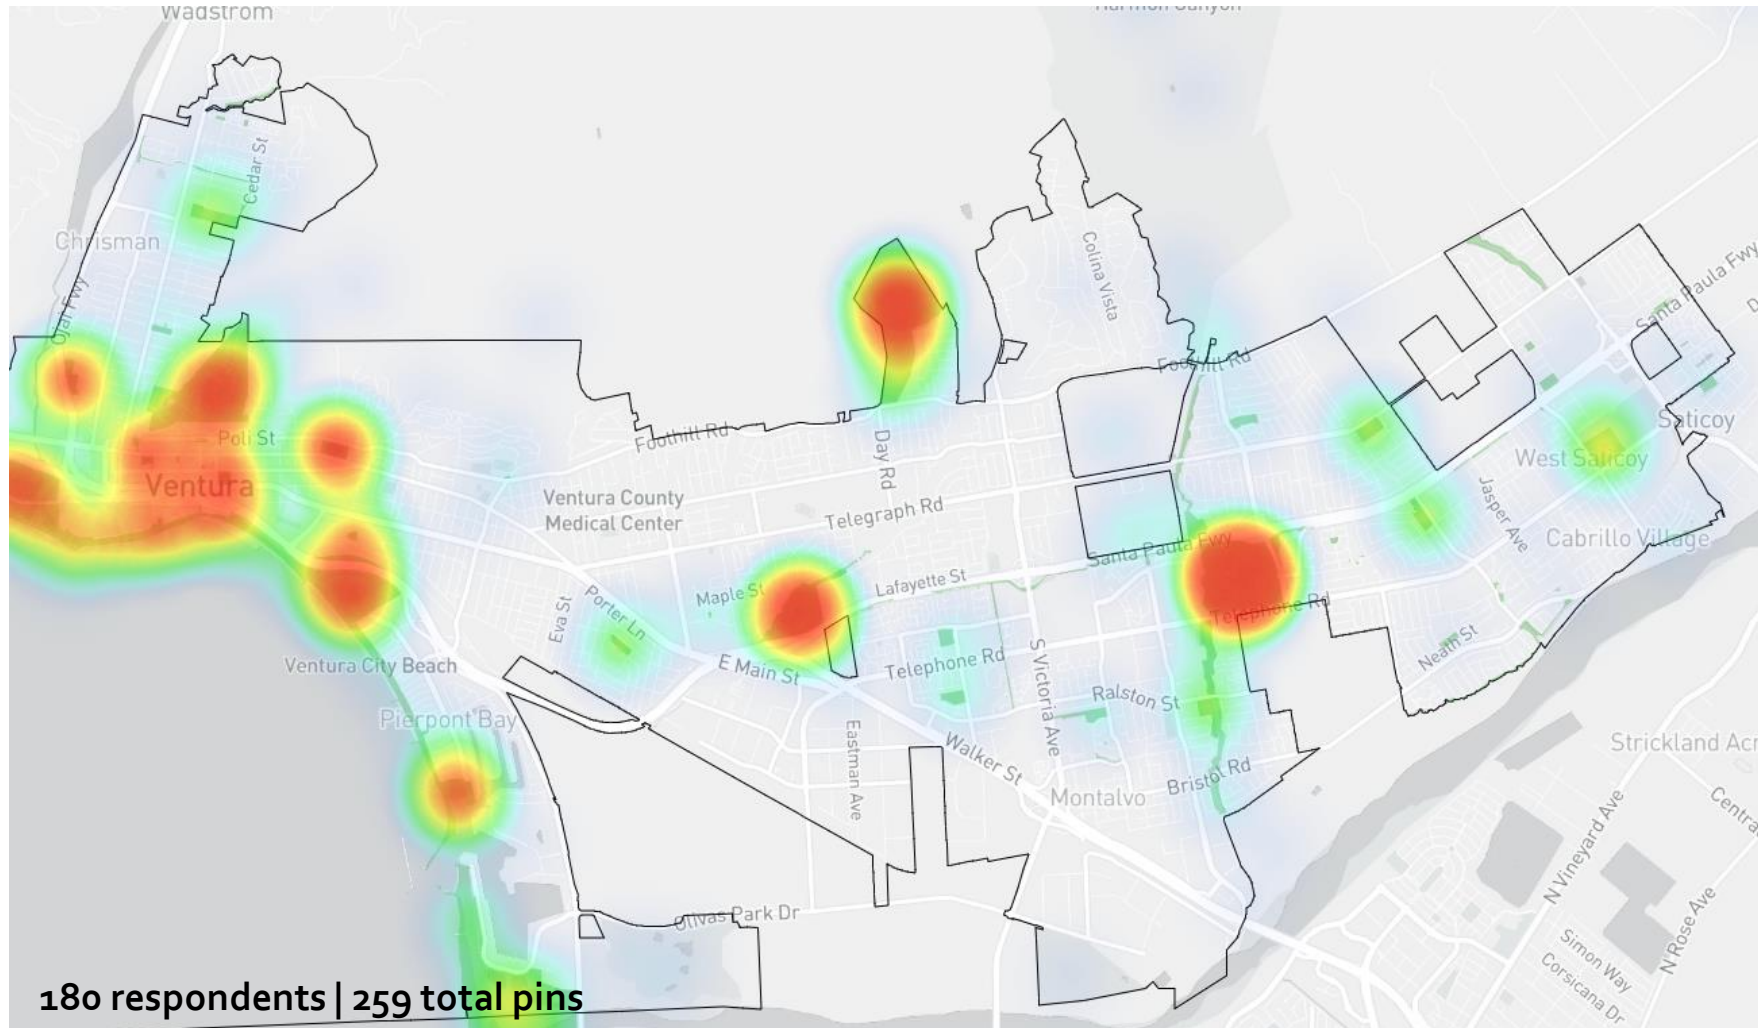 Wadstrom
Harmon Canyon
Cedar St
Chrisman
Ojai Fwy
Colina Vista
Santa Paula Fwy
D
Foothill Rd
Poli St
Foothill Rd
Day Rd
Saticoy
West Saticoy
Ventura
Ventura County
Medical Center
Jasper Ave
Telegraph Rd
Cabrillo Village
Santa Paula Fwy
Lafayette St
Maple St
Porter Ln
Eva St
Telephone Rd
Neath St
S Victoria Ave
Ventura City Beach
E Main St
Telephone Rd
Ralston St
Pierpont Bay
Eastman Ave
Walker St
Strickland Acr
Bristol Rd
Montalvo
Centra
N Vineyard Ave
Olivas Park Dr
N Rose Ave
Simon Way
Corsicana Dr
180 respondents | 259 total pins